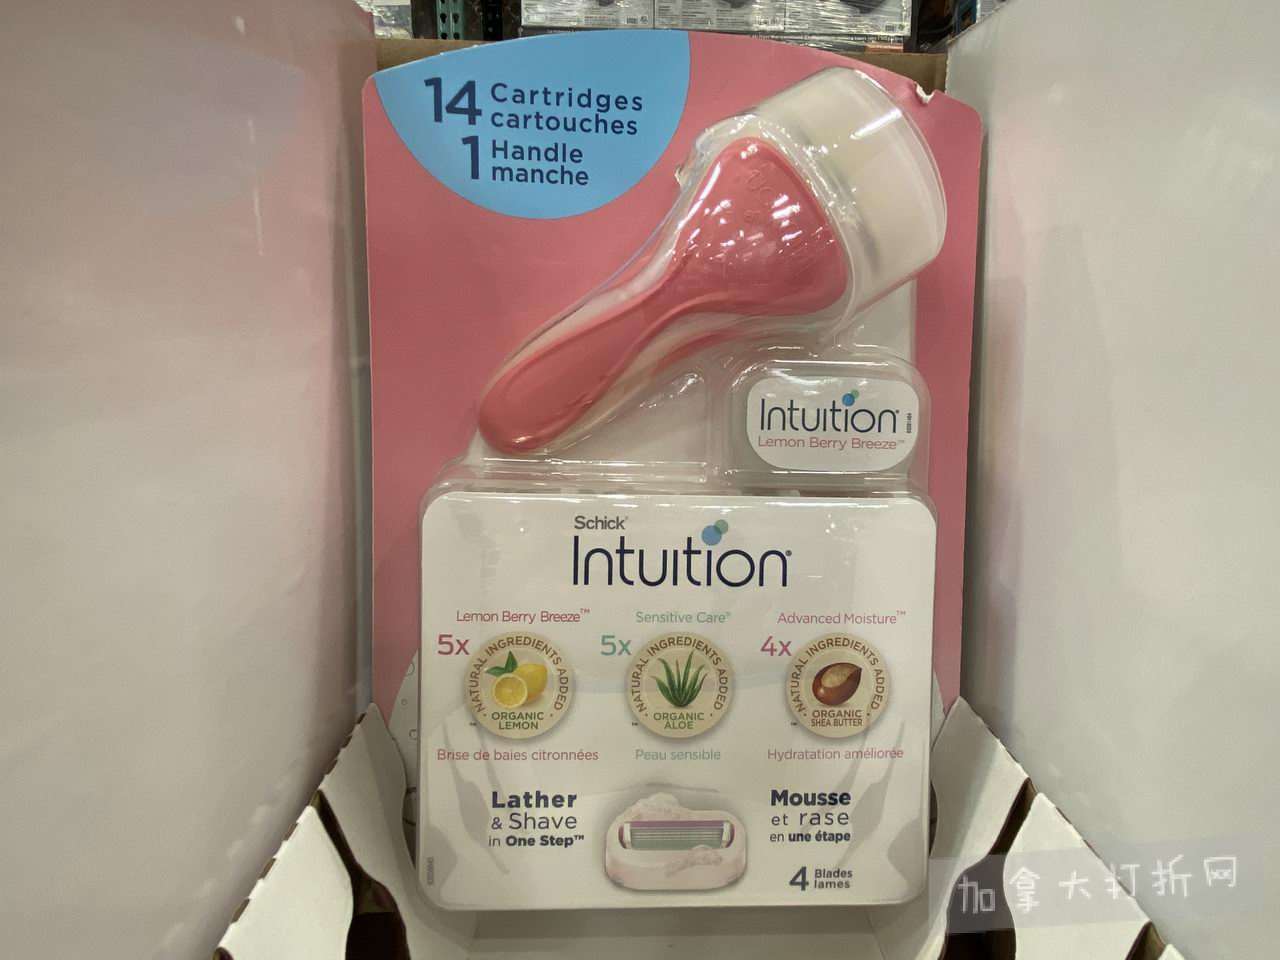 14 Cartridges
cartouches
1 Handle
manche
Intuition®
Lemon Berry Breeze™
Schick®
Intuition®
Lemon Berry Breeze™
5x
NATURAL INGREDIENTS ADDED
ORGANIC
LEMON
Brise de baies citronnées
Sensitive Care®
5x
NATURAL INGREDIENTS ADDED
ORGANIC
ALOE
Peau sensible
Advanced Moisture™
4x
NATURAL INGREDIENTS ADDED
ORGANIC
SHEA BUTTER
Hydratation améliorée
Lather
& Shave
in One Step™
Mousse
et rase
en une étape
4 Blades
lames
加拿大打折网